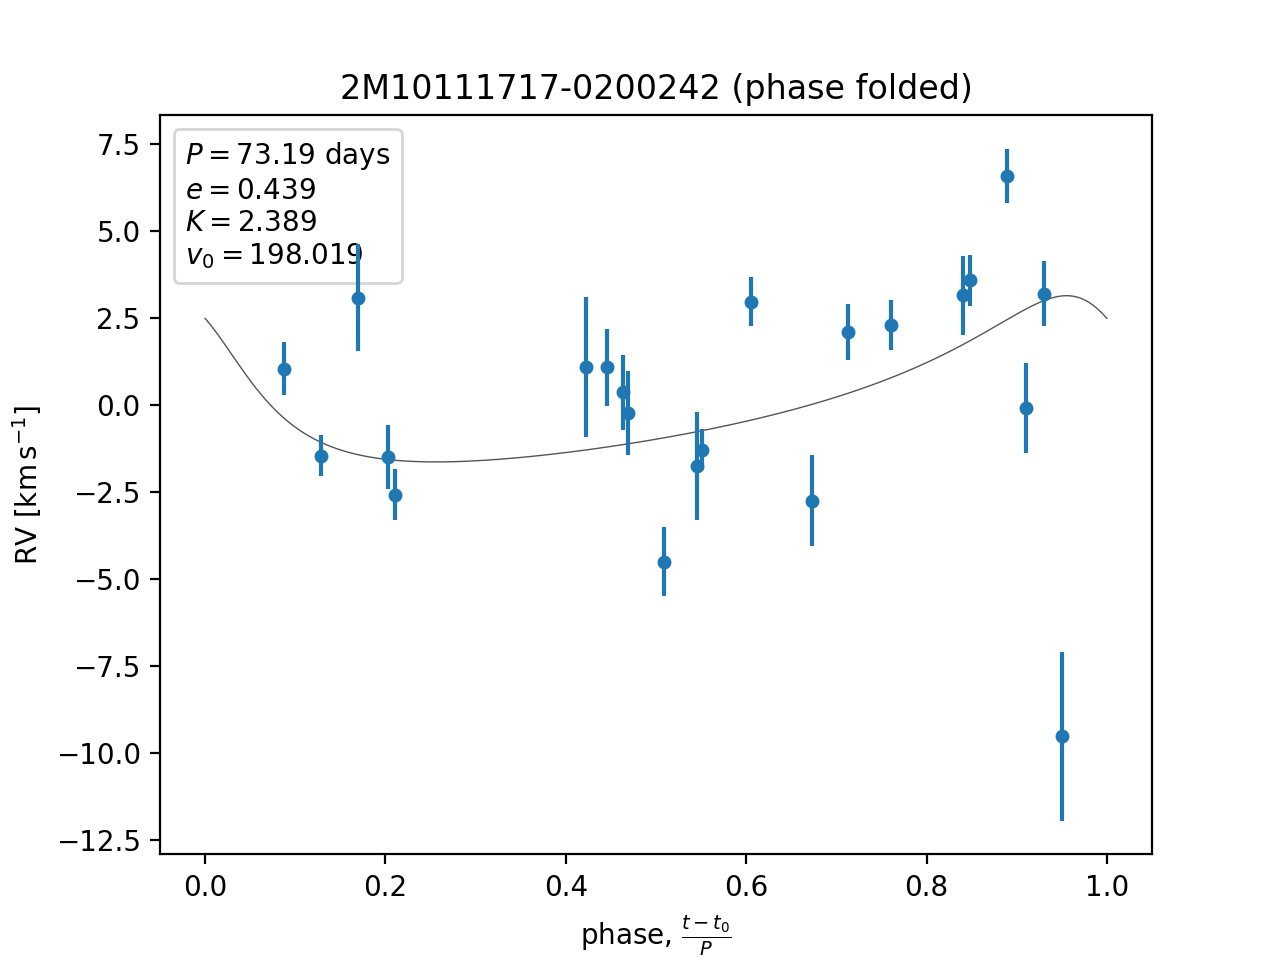 2M10111717-0200242 (phase folded)
P = 73.19 days
e = 0.439
K = 2.389
v₀ = 198.019
7.5
5.0
2.5
0.0
−2.5
−5.0
−7.5
−10.0
−12.5
RV [km s⁻¹]
0.0 0.2 0.4 0.6 0.8 1.0
phase, (t − t₀)/P